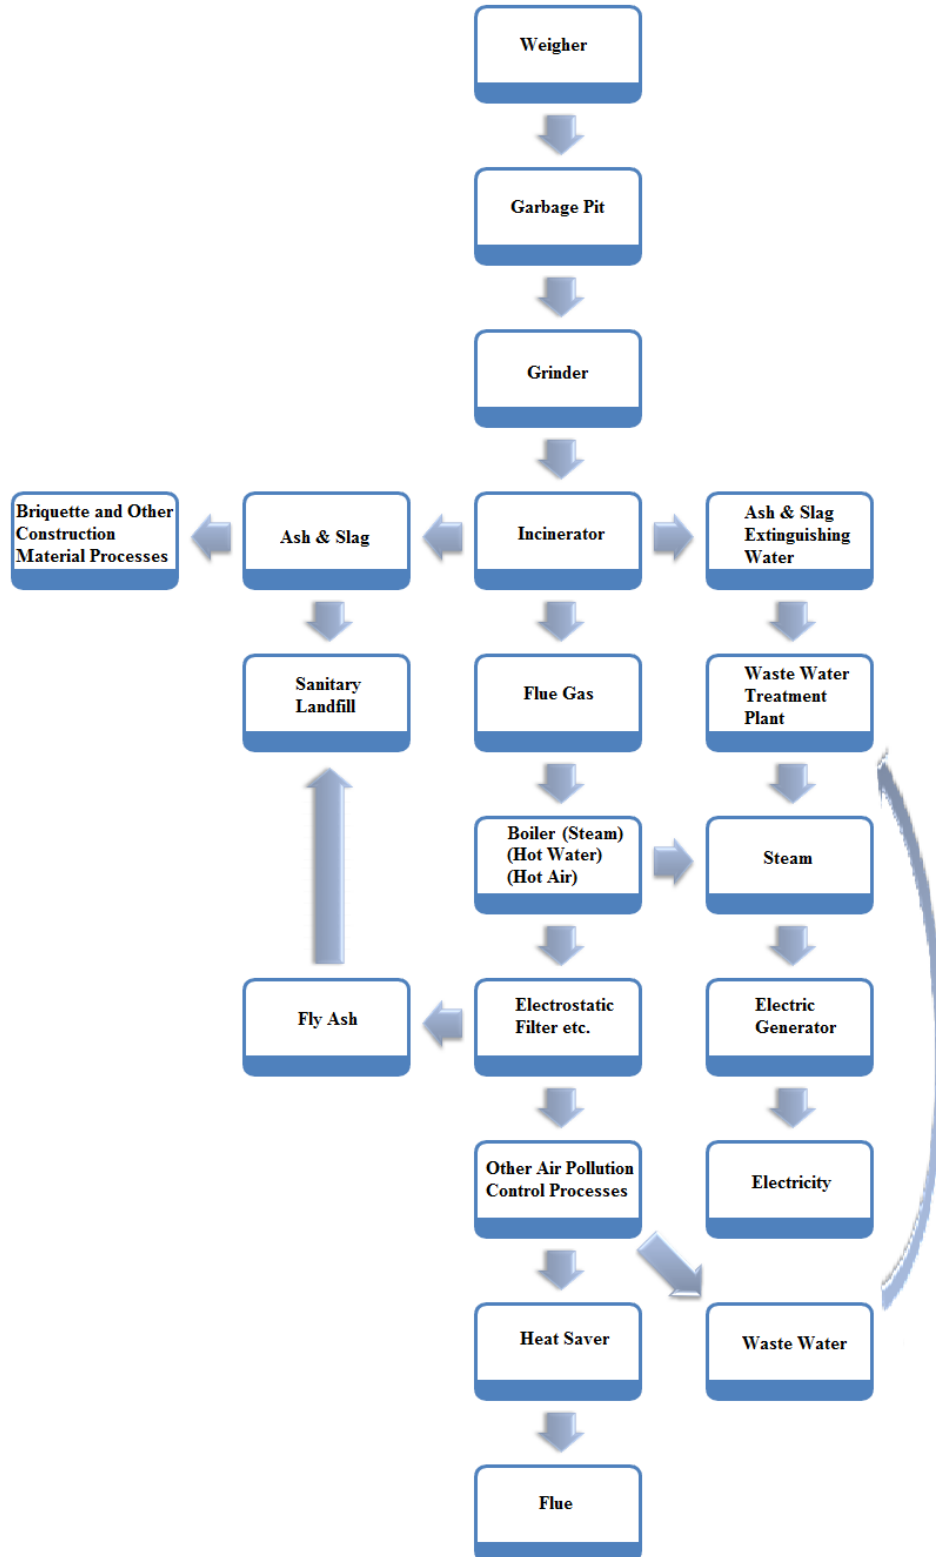 Weigher
Garbage Pit
Grinder
Briquette and Other
Construction
Material Processes
Ash & Slag
Incinerator
Ash & Slag
Extinguishing
Water
Sanitary
Landfill
Flue Gas
Waste Water
Treatment
Plant
Boiler (Steam)
(Hot Water)
(Hot Air)
Steam
Fly Ash
Electrostatic
Filter etc.
Electric
Generator
Other Air Pollution
Control Processes
Electricity
Heat Saver
Waste Water
Flue